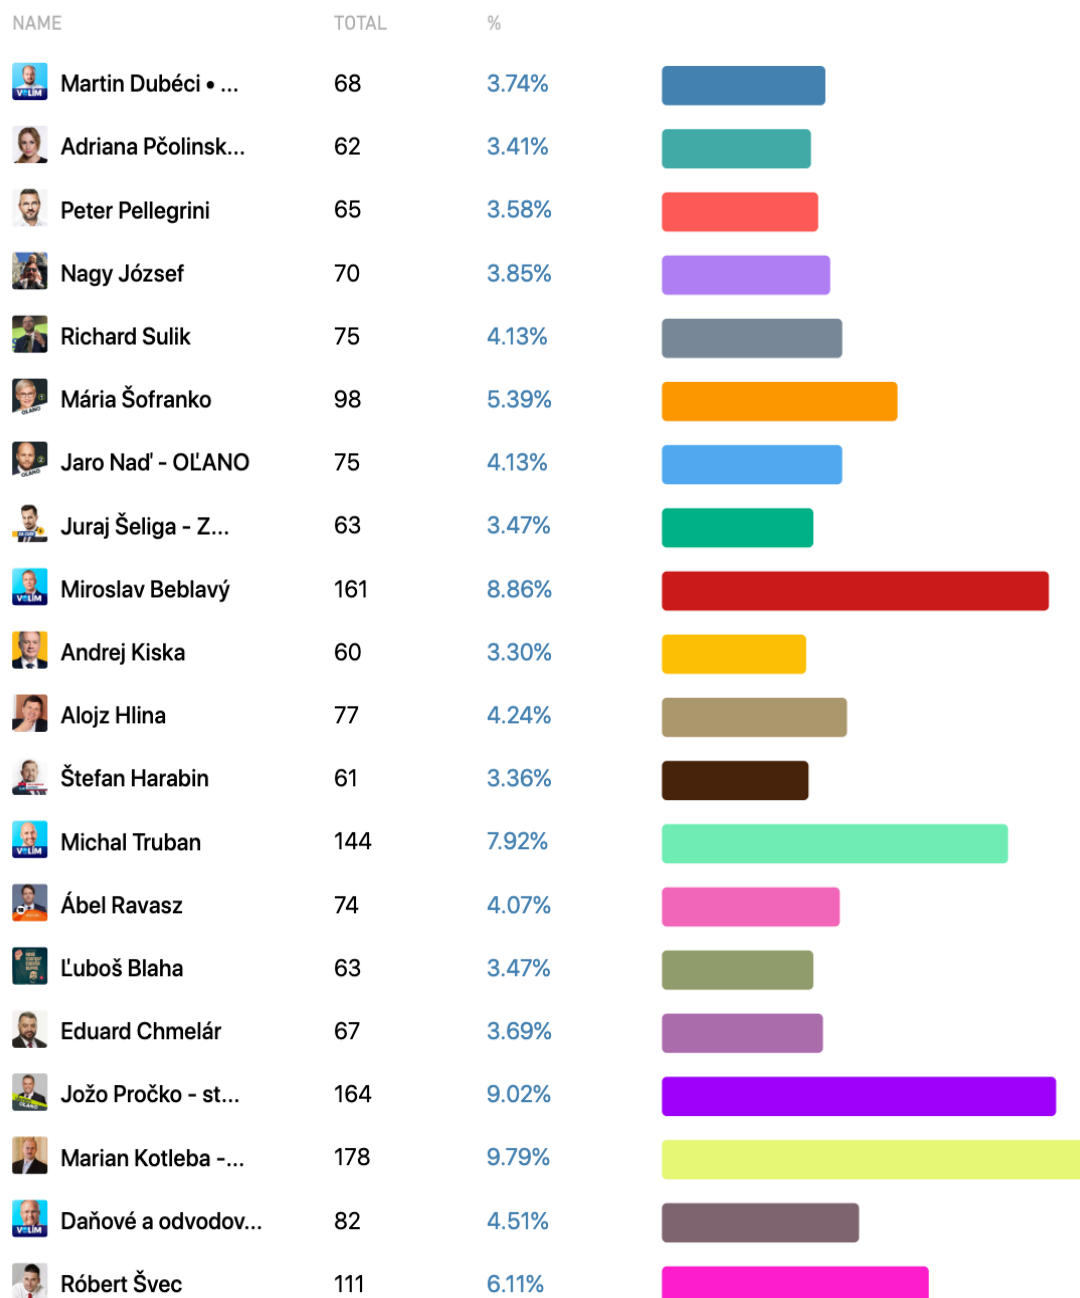 NAME TOTAL %
Martin Dubéci • ... 68 3.74%
Adriana Pčolinsk... 62 3.41%
Peter Pellegrini 65 3.58%
Nagy József 70 3.85%
Richard Sulik 75 4.13%
Mária Šofranko 98 5.39%
Jaro Naď - OĽANO 75 4.13%
Juraj Šeliga - Z... 63 3.47%
Miroslav Beblavý 161 8.86%
Andrej Kiska 60 3.30%
Alojz Hlina 77 4.24%
Štefan Harabin 61 3.36%
Michal Truban 144 7.92%
Ábel Ravasz 74 4.07%
Ľuboš Blaha 63 3.47%
Eduard Chmelár 67 3.69%
Jožo Pročko - st... 164 9.02%
Marian Kotleba -... 178 9.79%
Daňové a odvodov... 82 4.51%
Róbert Švec 111 6.11%